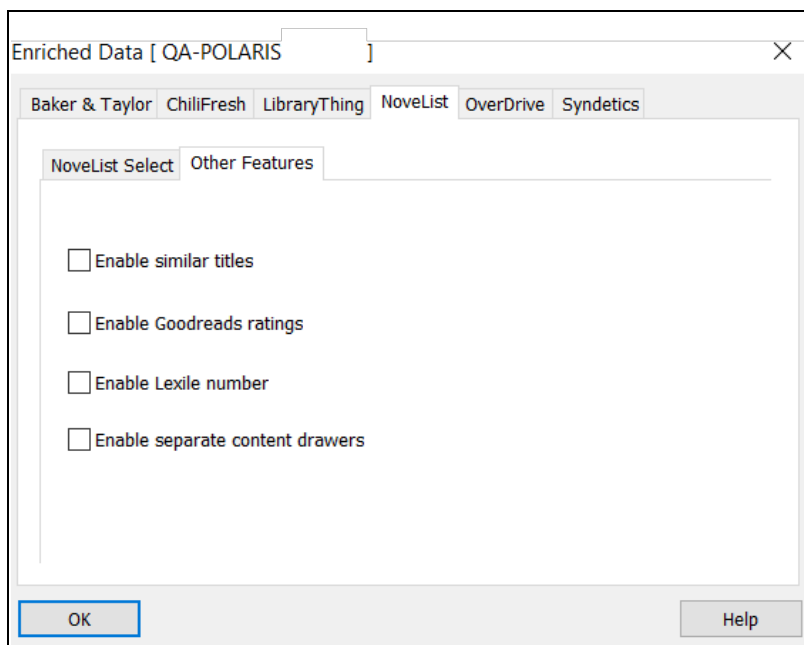 Enriched Data [ QA-POLARIS ]
Baker & Taylor ChiliFresh LibraryThing NoveList OverDrive Syndetics
NoveList Select Other Features
Enable similar titles
Enable Goodreads ratings
Enable Lexile number
Enable separate content drawers
OK Help